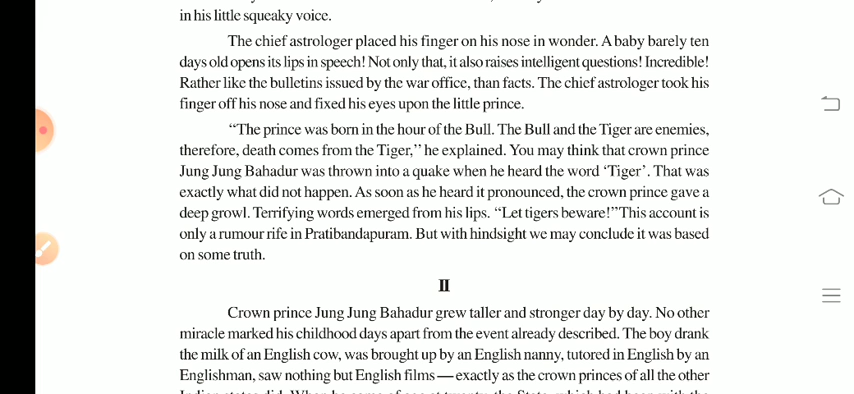 in his little squeaky voice.
The chief astrologer placed his finger on his nose in wonder. A baby barely ten
days old opens its lips in speech! Not only that, it also raises intelligent questions! Incredible!
Rather like the bulletins issued by the war office, than facts. The chief astrologer took his
finger off his nose and fixed his eyes upon the little prince.
“The prince was born in the hour of the Bull. The Bull and the Tiger are enemies,
therefore, death comes from the Tiger,’’ he explained. You may think that crown prince
Jung Jung Bahadur was thrown into a quake when he heard the word ‘Tiger’. That was
exactly what did not happen. As soon as he heard it pronounced, the crown prince gave a
deep growl. Terrifying words emerged from his lips. “Let tigers beware!”This account is
only a rumour rife in Pratibandapuram. But with hindsight we may conclude it was based
on some truth.
II
Crown prince Jung Jung Bahadur grew taller and stronger day by day. No other
miracle marked his childhood days apart from the event already described. The boy drank
the milk of an English cow, was brought up by an English nanny, tutored in English by an
Englishman, saw nothing but English films — exactly as the crown princes of all the other